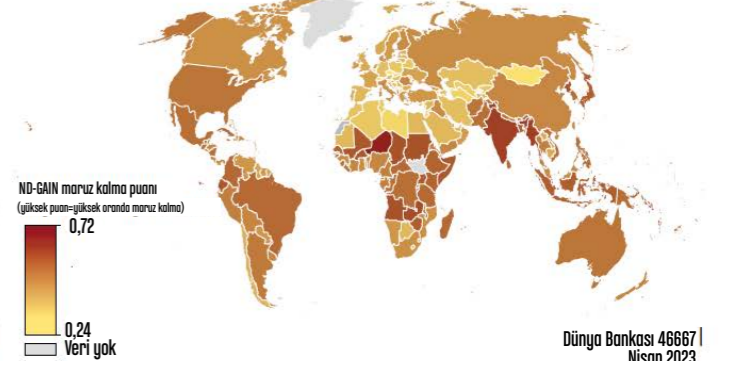 ND-GAIN maruz kalma puanı
(yüksek puan=yüksek oranda maruz kalma)
0,72
0,24
Veri yok
Dünya Bankası 46667 |
Nisan 2023